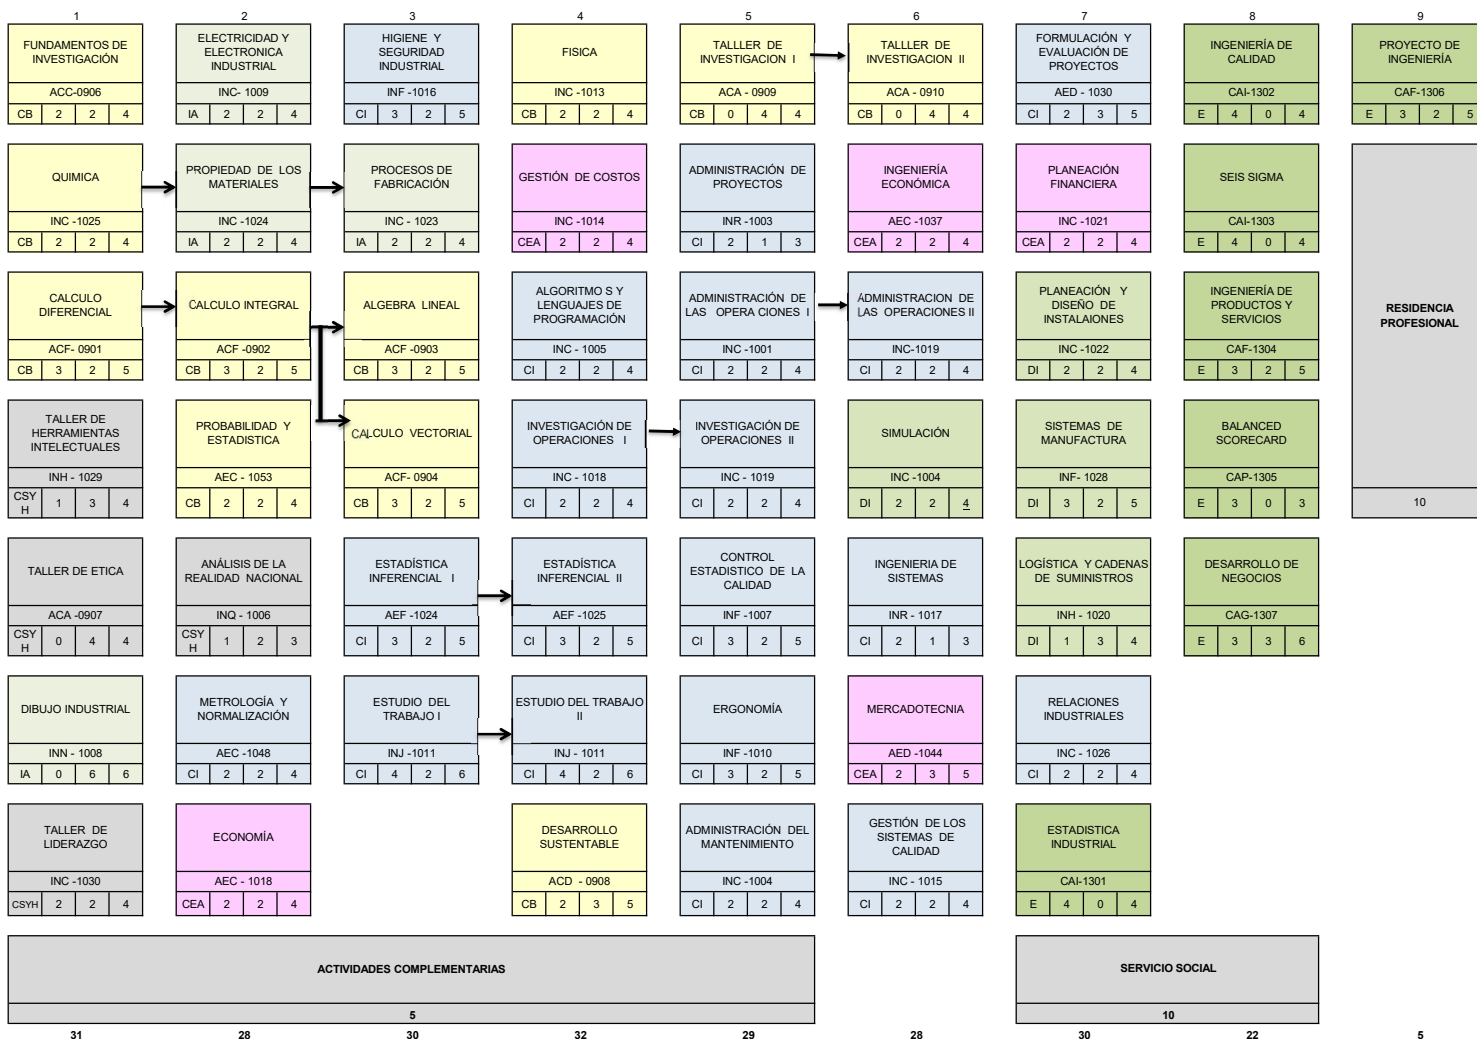 1 2 3 4 5 6 7 8 9
FUNDAMENTOS DE
INVESTIGACIÓN
ACC-0906
CB 2 2 4
ELECTRICIDAD Y
ELECTRONICA
INDUSTRIAL
INC- 1009
IA 2 2 4
HIGIENE Y
SEGURIDAD
INDUSTRIAL
INF -1016
CI 3 2 5
FISICA
INC -1013
CB 2 2 4
TALLLER DE
INVESTIGACION I
ACA - 0909
CB 0 4 4
TALLLER DE
INVESTIGACION II
ACA - 0910
CB 0 4 4
FORMULACIÓN Y
EVALUACIÓN DE
PROYECTOS
AED - 1030
CI 2 3 5
INGENIERÍA DE
CALIDAD
CAI-1302
E 4 0 4
PROYECTO DE
INGENIERÍA
CAF-1306
E 3 2 5
QUIMICA
INC -1025
CB 2 2 4
PROPIEDAD DE LOS
MATERIALES
INC -1024
IA 2 2 4
PROCESOS DE
FABRICACIÓN
INC - 1023
IA 2 2 4
GESTIÓN DE COSTOS
INC -1014
CEA 2 2 4
ADMINISTRACIÓN DE
PROYECTOS
INR -1003
CI 2 1 3
INGENIERÍA
ECONÓMICA
AEC -1037
CEA 2 2 4
PLANEACIÓN
FINANCIERA
INC -1021
CEA 2 2 4
SEIS SIGMA
CAI-1303
E 4 0 4
RESIDENCIA
PROFESIONAL
10
CALCULO
DIFERENCIAL
ACF- 0901
CB 3 2 5
CALCULO INTEGRAL
ACF -0902
CB 3 2 5
ALGEBRA LINEAL
ACF -0903
CB 3 2 5
ALGORITMO S Y
LENGUAJES DE
PROGRAMACIÓN
INC - 1005
CI 2 2 4
ADMINISTRACIÓN DE
LAS OPERA CIONES I
INC -1001
CI 2 2 4
ADMINISTRACION DE
LAS OPERACIONES II
INC-1019
CI 2 2 4
PLANEACIÓN Y
DISEÑO DE
INSTALAIONES
INC -1022
DI 2 2 4
INGENIERÍA DE
PRODUCTOS Y
SERVICIOS
CAF-1304
E 3 2 5
TALLER DE
HERRAMIENTAS
INTELECTUALES
INH - 1029
CSY
H 1 3 4
PROBABILIDAD Y
ESTADISTICA
AEC - 1053
CB 2 2 4
CALCULO VECTORIAL
ACF- 0904
CB 3 2 5
INVESTIGACIÓN DE
OPERACIONES I
INC - 1018
CI 2 2 4
INVESTIGACIÓN DE
OPERACIONES II
INC - 1019
CI 2 2 4
SIMULACIÓN
INC -1004
DI 2 2 4
SISTEMAS DE
MANUFACTURA
INF- 1028
DI 3 2 5
BALANCED
SCORECARD
CAP-1305
E 3 0 3
TALLER DE ETICA
ACA -0907
CSY
H 0 4 4
ANÁLISIS DE LA
REALIDAD NACIONAL
INQ - 1006
CSY
H 1 2 3
ESTADÍSTICA
INFERENCIAL I
AEF -1024
CI 3 2 5
ESTADÍSTICA
INFERENCIAL II
AEF -1025
CI 3 2 5
CONTROL
ESTADISTICO DE LA
CALIDAD
INF -1007
CI 3 2 5
INGENIERIA DE
SISTEMAS
INR - 1017
CI 2 1 3
LOGÍSTICA Y CADENAS
DE SUMINISTROS
INH - 1020
DI 1 3 4
DESARROLLO DE
NEGOCIOS
CAG-1307
E 3 3 6
DIBUJO INDUSTRIAL
INN - 1008
IA 0 6 6
METROLOGÍA Y
NORMALIZACIÓN
AEC -1048
CI 2 2 4
ESTUDIO DEL
TRABAJO I
INJ -1011
CI 4 2 6
ESTUDIO DEL TRABAJO
II
INJ - 1011
CI 4 2 6
ERGONOMÍA
INF -1010
CI 3 2 5
MERCADOTECNIA
AED -1044
CEA 2 3 5
RELACIONES
INDUSTRIALES
INC - 1026
CI 2 2 4
TALLER DE
LIDERAZGO
INC -1030
CSYH 2 2 4
ECONOMÍA
AEC - 1018
CEA 2 2 4
DESARROLLO
SUSTENTABLE
ACD - 0908
CB 2 3 5
ADMINISTRACIÓN DEL
MANTENIMIENTO
INC -1004
CI 2 2 4
GESTIÓN DE LOS
SISTEMAS DE
CALIDAD
INC - 1015
CI 2 2 4
ESTADISTICA
INDUSTRIAL
CAI-1301
E 4 0 4
ACTIVIDADES COMPLEMENTARIAS
5
SERVICIO SOCIAL
10
31 28 30 32 29 28 30 22 5